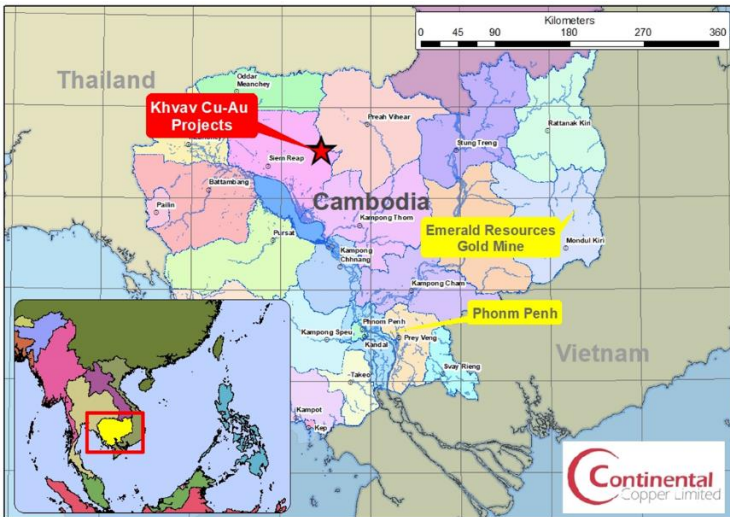 Kilometers
0 45 90 180 270 360
Thailand
Oddar
Meanchey
Khvav Cu-Au
Projects
Preah Vihear
Stung Treng
Rattanak Kiri
Siem Reap
Battambang
Cambodia
Pailin
Kampong Thom
Emerald Resources
Gold Mine
Pursat
Mondul Kiri
Kampong
Chhnang
Kampong Cham
Phonm Penh
Phnom Penh
Kampong Speu
Prey Veng
Kandal
Vietnam
Svay Rieng
Takeo
Kampot
Kep
Continental
Copper Limited